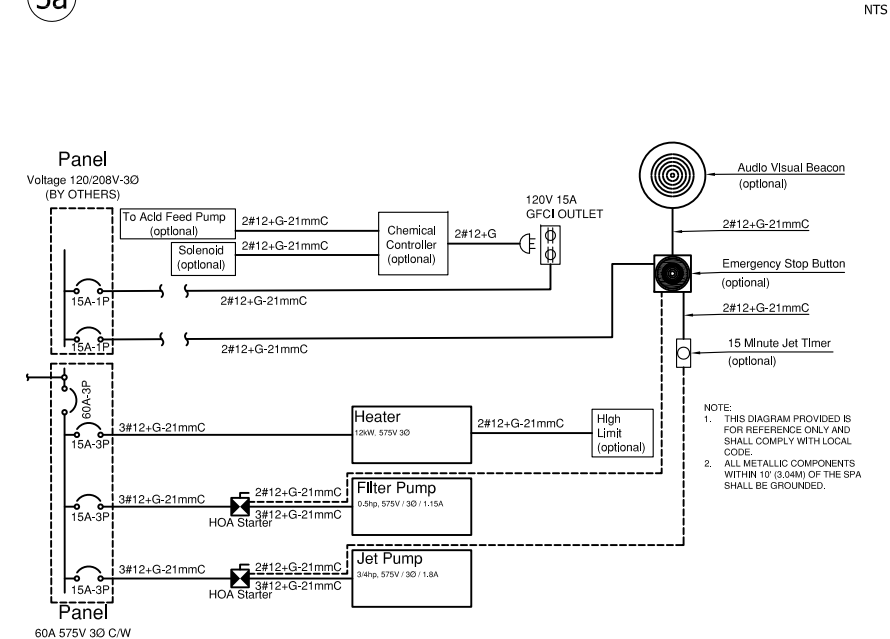 5a
NTS
Panel
Voltage 120/208V-3Ø
(BY OTHERS)
To Acid Feed Pump
(optional)
2#12+G-21mmC
Solenoid
(optional)
2#12+G-21mmC
Chemical
Controller
(optional)
2#12+G
120V 15A
GFCI OUTLET
Audio Visual Beacon
(optional)
2#12+G-21mmC
Emergency Stop Button
(optional)
2#12+G-21mmC
15 Minute Jet Timer
(optional)
15A-1P
2#12+G-21mmC
15A-1P
2#12+G-21mmC
60A-3P
15A-3P
3#12+G-21mmC
Heater
12kW, 575V 3Ø
2#12+G-21mmC
High
Limit
(optional)
NOTE:
1. THIS DIAGRAM PROVIDED IS
FOR REFERENCE ONLY AND
SHALL COMPLY WITH LOCAL
CODE.
2. ALL METALLIC COMPONENTS
WITHIN 10' (3.04M) OF THE SPA
SHALL BE GROUNDED.
15A-3P
3#12+G-21mmC
HOA Starter
2#12+G-21mmC
3#12+G-21mmC
Filter Pump
0.5hp, 575V / 3Ø / 1.15A
15A-3P
3#12+G-21mmC
HOA Starter
2#12+G-21mmC
3#12+G-21mmC
Jet Pump
3/4hp, 575V / 3Ø / 1.8A
Panel
60A 575V 3Ø C/W